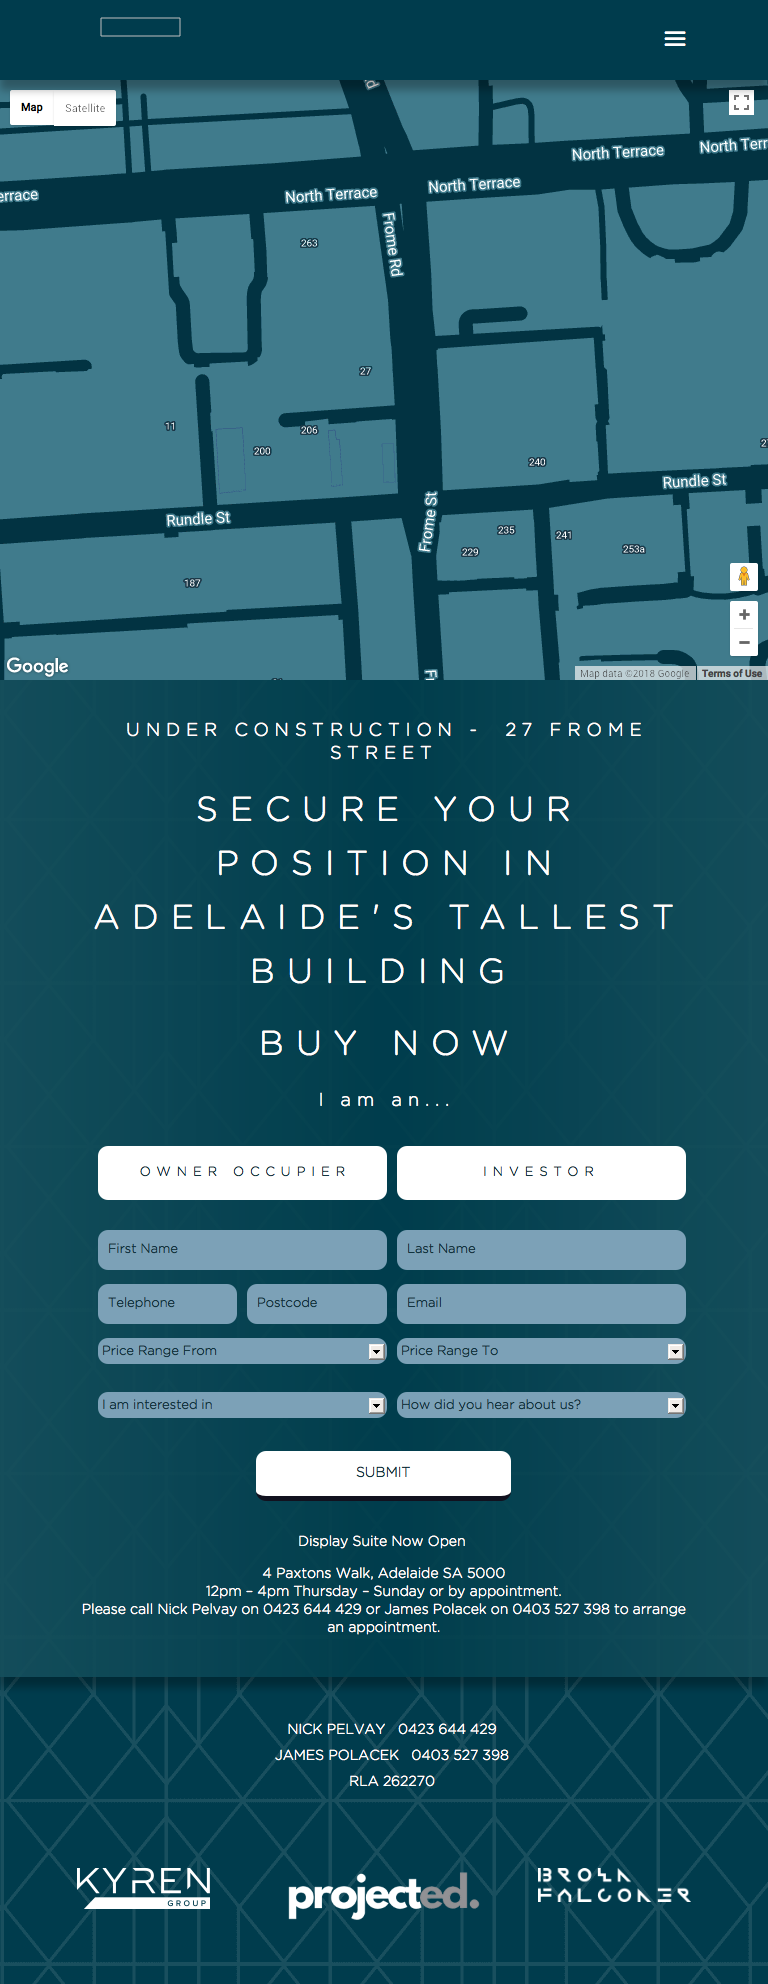 Map
Satellite
Rd
North Terrace
North Terr
North Terrace
North Terrace
errace
Frome Rd
263
27
11
206
200
240
Rundle St
Rundle St
Frome St
235
241
229
253a
187
Google
Map data ©2018 Google
Terms of Use
UNDER CONSTRUCTION - 27 FROME
STREET
SECURE YOUR
POSITION IN
ADELAIDE'S TALLEST
BUILDING
BUY NOW
I am an...
OWNER OCCUPIER
INVESTOR
First Name
Last Name
Telephone
Postcode
Email
Price Range From
Price Range To
I am interested in
How did you hear about us?
SUBMIT
Display Suite Now Open
4 Paxtons Walk, Adelaide SA 5000
12pm – 4pm Thursday – Sunday or by appointment.
Please call Nick Pelvay on 0423 644 429 or James Polacek on 0403 527 398 to arrange
an appointment.
NICK PELVAY 0423 644 429
JAMES POLACEK 0403 527 398
RLA 262270
KYREN
GROUP
projected.
BROWN
FALCONER